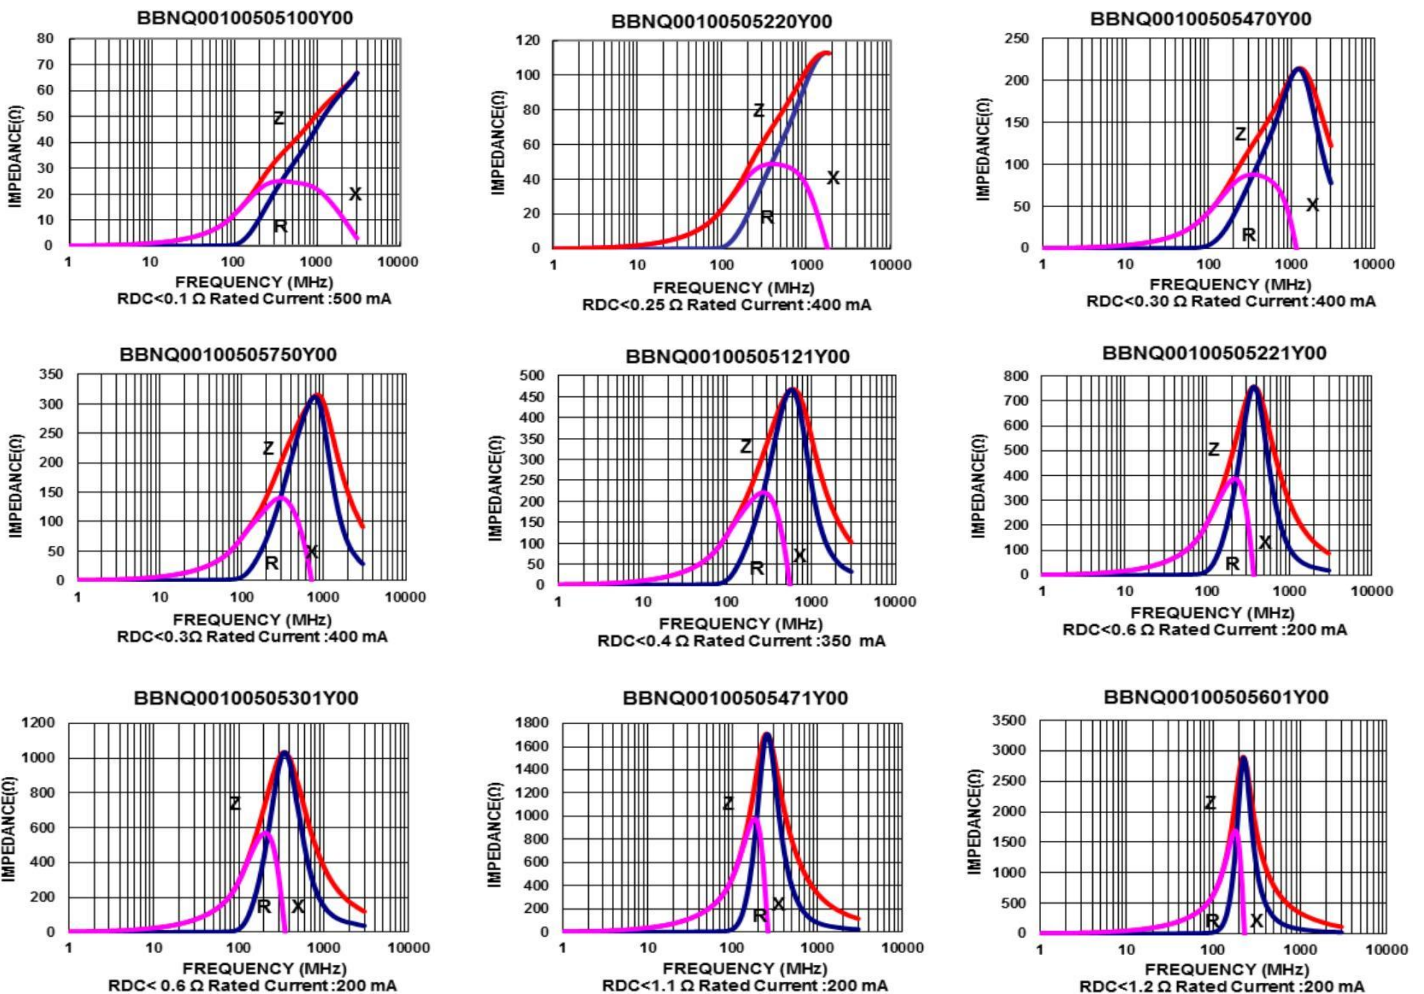 BBNQ00100505100Y00
80
70
60
50
40
30
20
10
0
IMPEDANCE(Ω)
Z
X
R
1 10 100 1000 10000
FREQUENCY (MHz)
RDC<0.1 Ω Rated Current :500 mA
BBNQ00100505220Y00
120
100
80
60
40
20
0
IMPEDANCE(Ω)
Z
X
R
1 10 100 1000 10000
FREQUENCY (MHz)
RDC<0.25 Ω Rated Current :400 mA
BBNQ00100505470Y00
250
200
150
100
50
0
IMPEDANCE(Ω)
Z
X
R
1 10 100 1000 10000
FREQUENCY (MHz)
RDC<0.30 Ω Rated Current :400 mA
BBNQ00100505750Y00
350
300
250
200
150
100
50
0
IMPEDANCE(Ω)
Z
X
R
1 10 100 1000 10000
FREQUENCY (MHz)
RDC<0.3Ω Rated Current :400 mA
BBNQ00100505121Y00
500
450
400
350
300
250
200
150
100
50
0
IMPEDANCE(Ω)
Z
X
R
1 10 100 1000 10000
FREQUENCY (MHz)
RDC<0.4 Ω Rated Current :350 mA
BBNQ00100505221Y00
800
700
600
500
400
300
200
100
0
IMPEDANCE(Ω)
Z
X
R
1 10 100 1000 10000
FREQUENCY (MHz)
RDC<0.6 Ω Rated Current :200 mA
BBNQ00100505301Y00
1200
1000
800
600
400
200
0
IMPEDANCE(Ω)
Z
R X
1 10 100 1000 10000
FREQUENCY (MHz)
RDC< 0.6 Ω Rated Current :200 mA
BBNQ00100505471Y00
1800
1600
1400
1200
1000
800
600
400
200
0
IMPEDANCE(Ω)
Z
X
R
1 10 100 1000 10000
FREQUENCY (MHz)
RDC<1.1 Ω Rated Current :200 mA
BBNQ00100505601Y00
3500
3000
2500
2000
1500
1000
500
0
IMPEDANCE(Ω)
Z
R X
1 10 100 1000 10000
FREQUENCY (MHz)
RDC<1.2 Ω Rated Current :200 mA